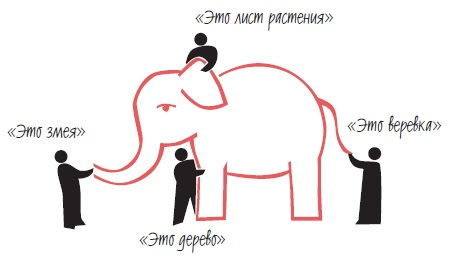 «Это лист растения»
«Это змея»
«Это веревка»
«Это дерево»